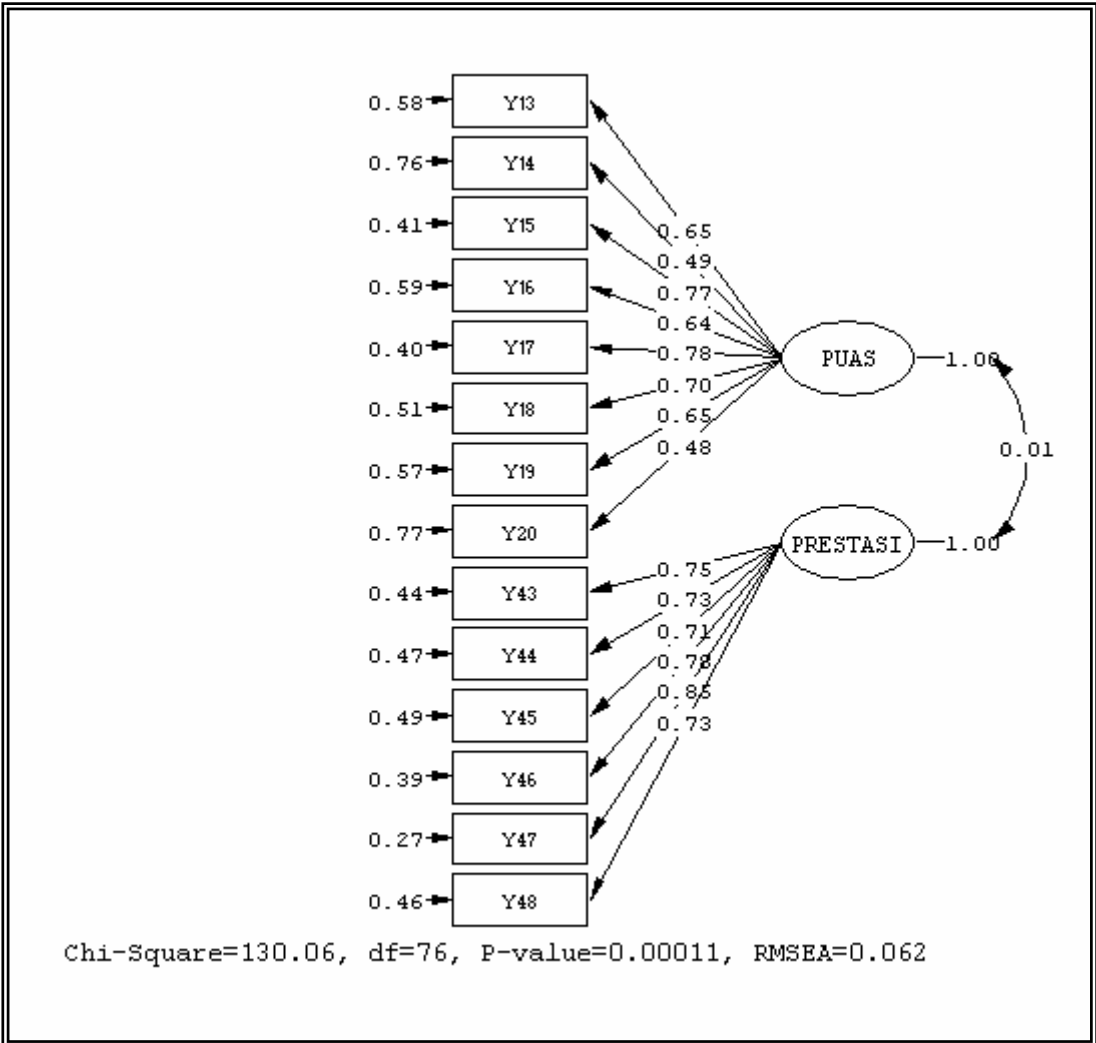 0.58 Y13
0.76 Y14
0.41 Y15
0.65
0.49
0.59 Y16
0.77
0.64
0.40 Y17
0.78
PUAS
1.00
0.70
0.51 Y18
0.65
0.48
0.01
0.57 Y19
0.77 Y20
PRESTASI
1.00
0.75
0.44 Y43
0.73
0.71
0.47 Y44
0.78
0.85
0.49 Y45
0.73
0.39 Y46
0.27 Y47
0.46 Y48
Chi-Square=130.06, df=76, P-value=0.00011, RMSEA=0.062